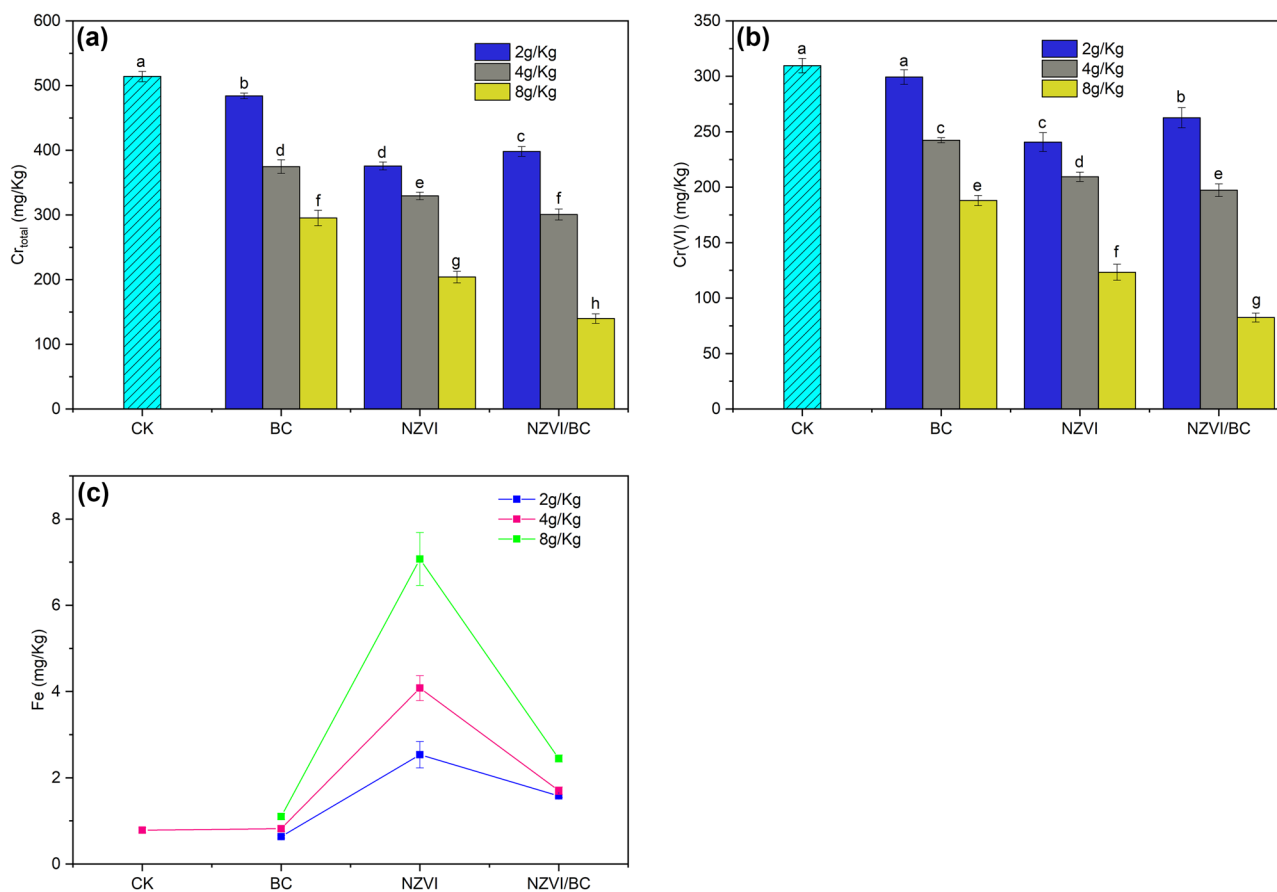 (a)
2g/Kg
4g/Kg
8g/Kg
600
500
400
300
200
100
0
Cr_total (mg/Kg)
a
b
d
f
d
e
g
c
f
h
CK BC NZVI NZVI/BC
(b)
2g/Kg
4g/Kg
8g/Kg
350
300
250
200
150
100
50
0
Cr(VI) (mg/Kg)
a
a
c
e
c
d
f
b
e
g
CK BC NZVI NZVI/BC
(c)
2g/Kg
4g/Kg
8g/Kg
8
6
4
2
0
Fe (mg/Kg)
CK BC NZVI NZVI/BC